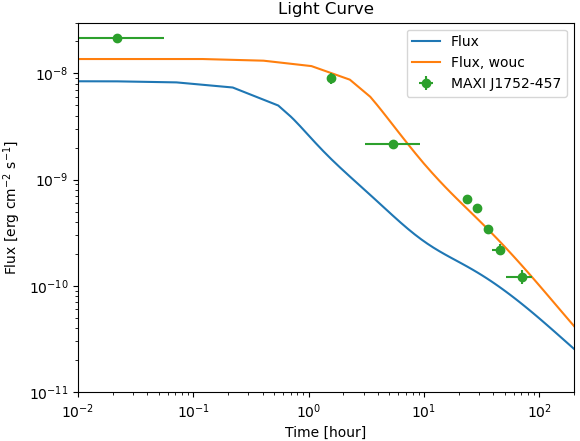 Light Curve
Flux
Flux, wouc
MAXI J1752-457
Flux [erg cm⁻² s⁻¹]
10⁻⁸
10⁻⁹
10⁻¹⁰
10⁻¹¹
10⁻² 10⁻¹ 10⁰ 10¹ 10²
Time [hour]